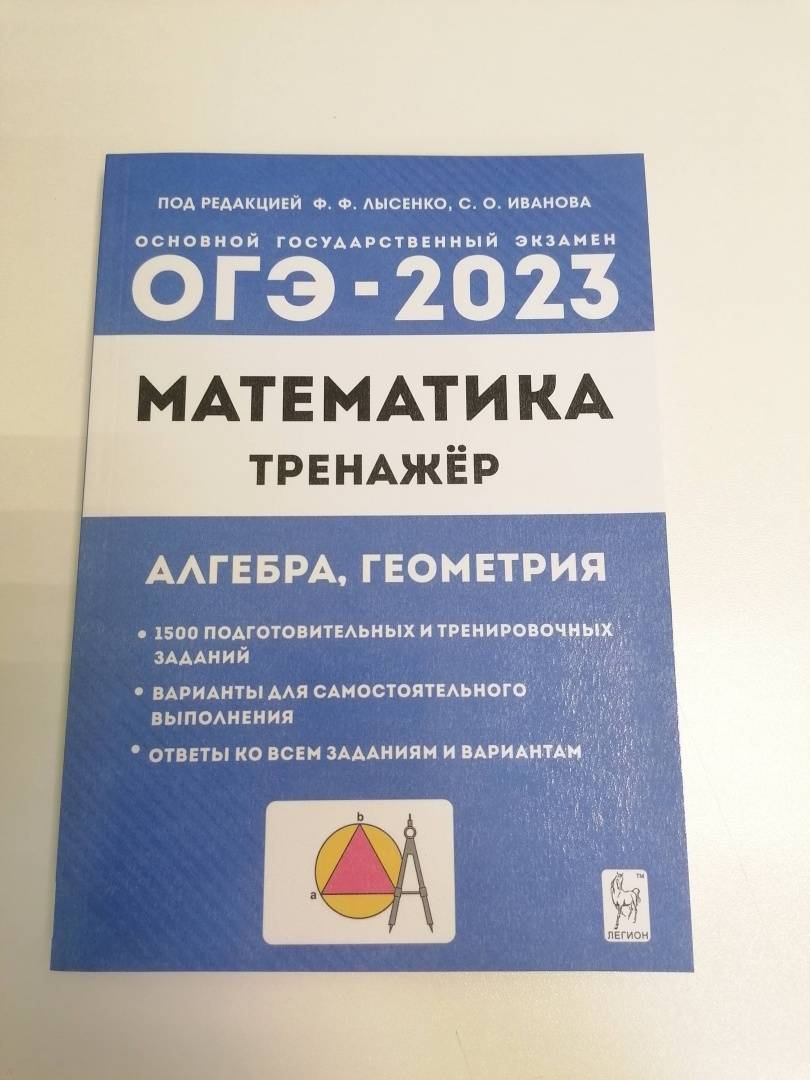 ПОД РЕДАКЦИЕЙ Ф. Ф. ЛЫСЕНКО, С. О. ИВАНОВА
ОСНОВНОЙ ГОСУДАРСТВЕННЫЙ ЭКЗАМЕН
ОГЭ - 2023
МАТЕМАТИКА
ТРЕНАЖЁР
АЛГЕБРА, ГЕОМЕТРИЯ
• 1500 ПОДГОТОВИТЕЛЬНЫХ И ТРЕНИРОВОЧНЫХ
ЗАДАНИЙ
• ВАРИАНТЫ ДЛЯ САМОСТОЯТЕЛЬНОГО
ВЫПОЛНЕНИЯ
• ОТВЕТЫ КО ВСЕМ ЗАДАНИЯМ И ВАРИАНТАМ
b
a
TM
ЛЕГИОН